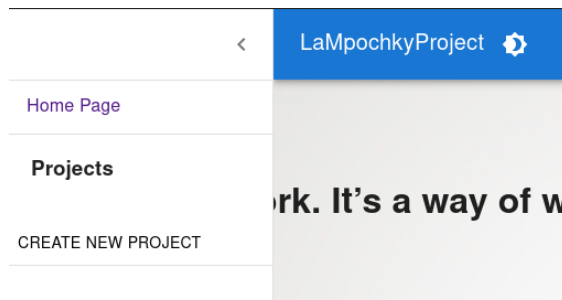 LaMpochkyProject
Home Page
Projects
rk. It's a way of w
CREATE NEW PROJECT